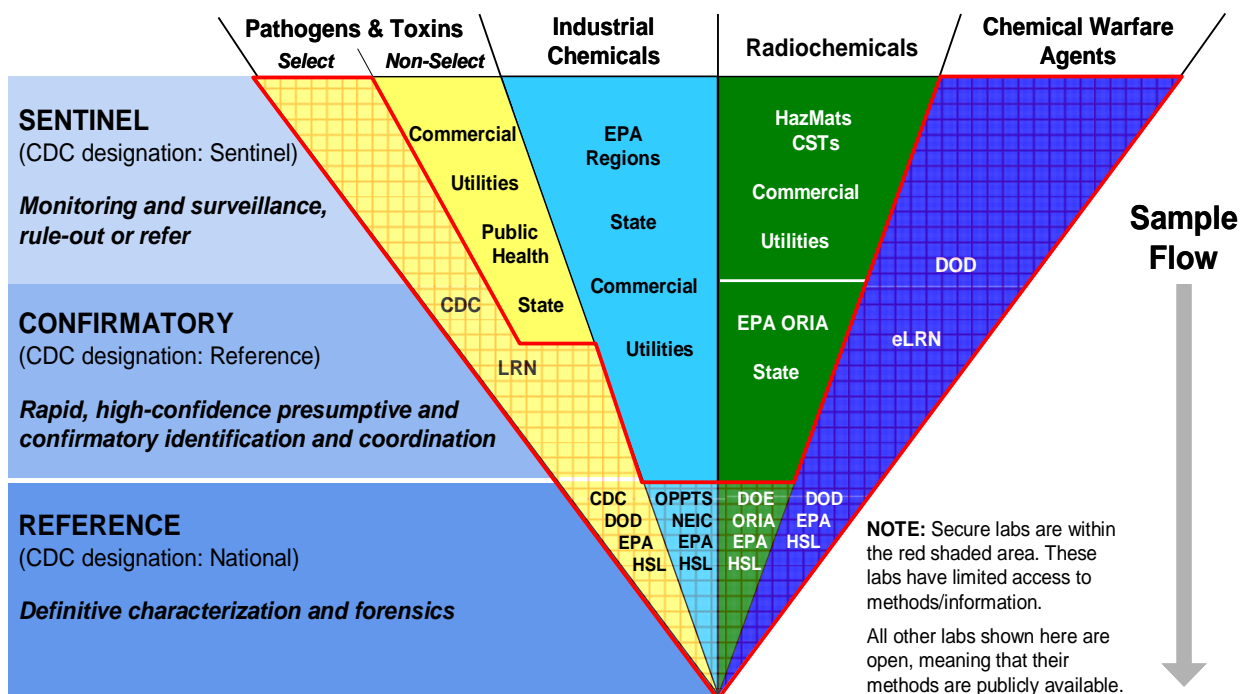 Pathogens & Toxins
Select
Non-Select
Industrial
Chemicals
Radiochemicals
Chemical Warfare
Agents
SENTINEL
(CDC designation: Sentinel)
Monitoring and surveillance,
rule-out or refer
CONFIRMATORY
(CDC designation: Reference)
Rapid, high-confidence presumptive and
confirmatory identification and coordination
REFERENCE
(CDC designation: National)
Definitive characterization and forensics
CDC
LRN
Commercial
Utilities
Public
Health
State
EPA
Regions
State
Commercial
Utilities
HazMats
CSTs
Commercial
Utilities
EPA ORIA
State
DOD
eLRN
CDC
DOD
EPA
HSL
OPPTS
NEIC
EPA
HSL
DOE
ORIA
EPA
HSL
DOD
EPA
HSL
Sample
Flow
NOTE: Secure labs are within
the red shaded area. These
labs have limited access to
methods/information.
All other labs shown here are
open, meaning that their
methods are publicly available.